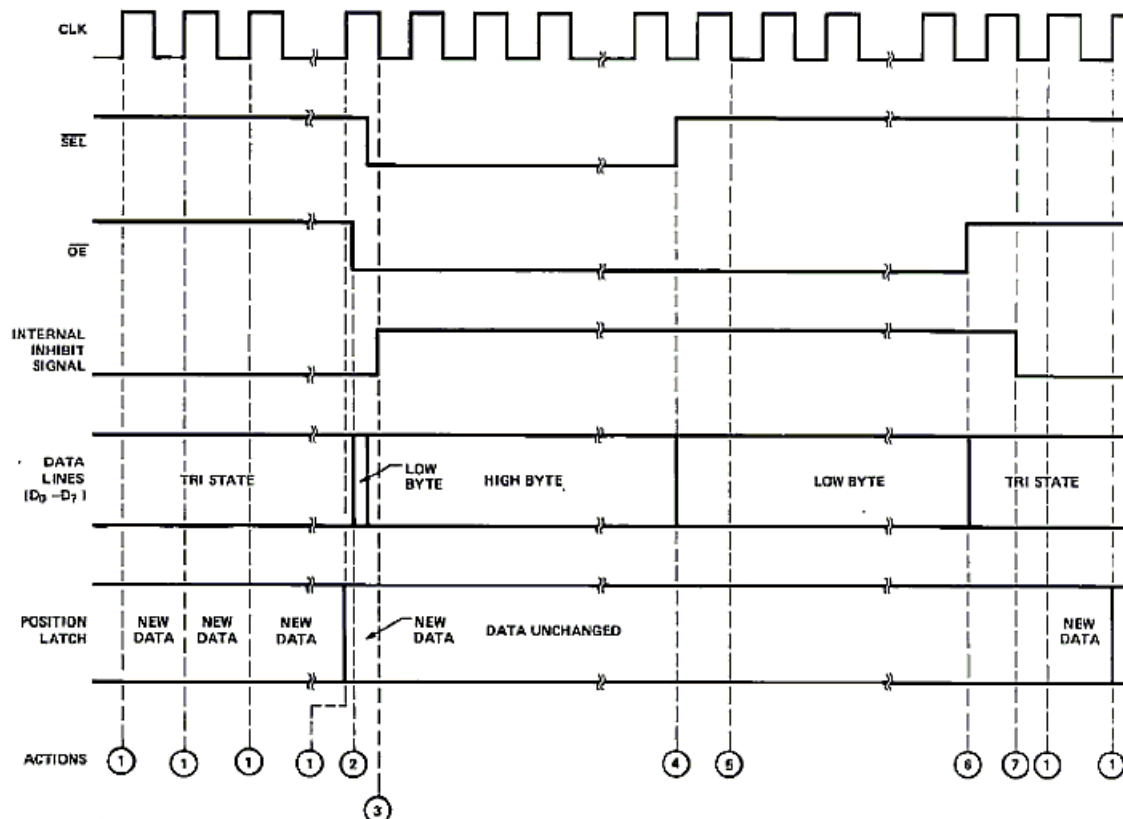 CLK
SEL
OE
INTERNAL
INHIBIT
SIGNAL
DATA
LINES
(D0 –D7)
TRI STATE
LOW
BYTE
HIGH BYTE
LOW BYTE
TRI STATE
POSITION
LATCH
NEW
DATA
NEW
DATA
NEW
DATA
NEW
DATA
DATA UNCHANGED
NEW
DATA
ACTIONS
1
1
1
1
2
3
4
5
6
7
1
1